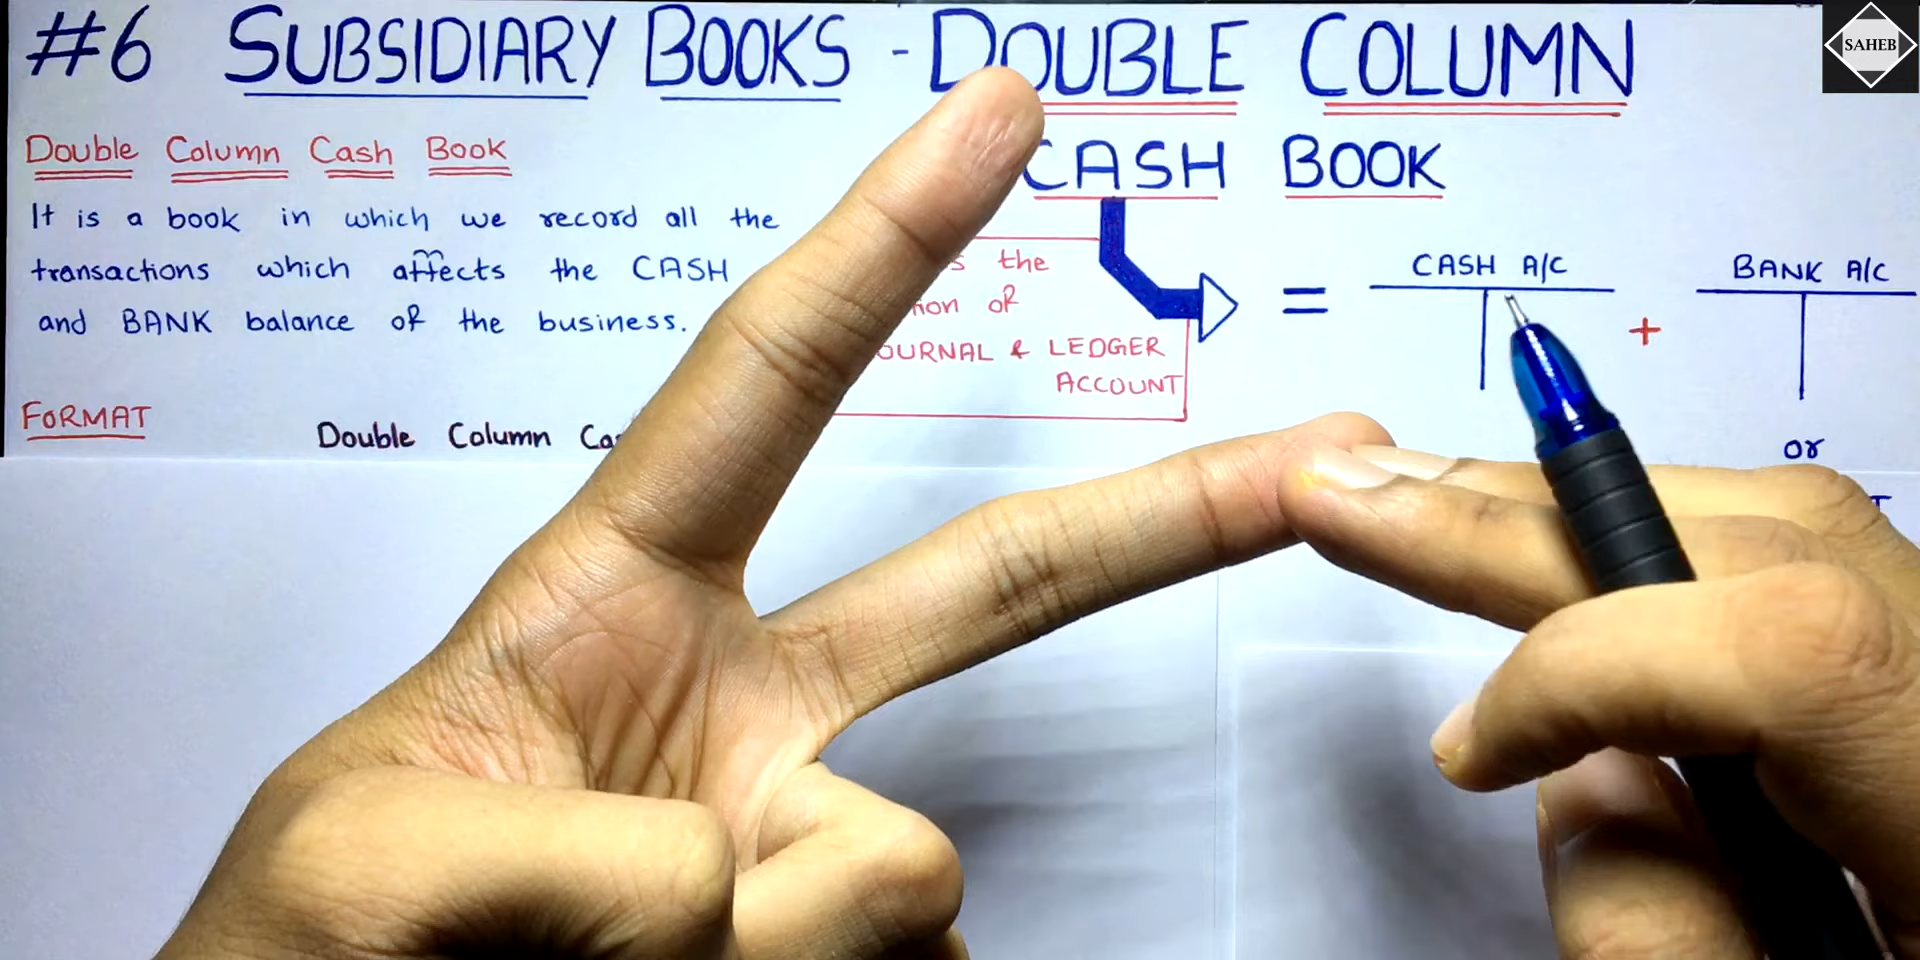 #6 SUBSIDIARY BOOKS - DOUBLE COLUMN
CASH BOOK
SAHEB
Double Column Cash Book
It is a book in which we record all the
transactions which affects the CASH
and BANK balance of the business.
the
of
JOURNAL & LEDGER
ACCOUNT
= CASH A/C + BANK A/C
or
FORMAT
Double Column